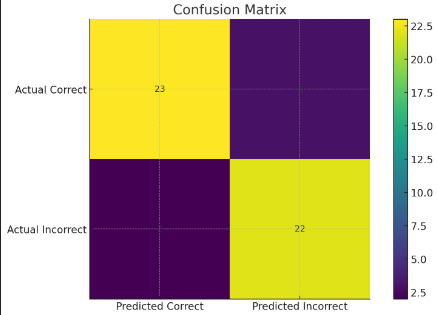 Confusion Matrix
22.5
Actual Correct 23
20.0
17.5
15.0
12.5
10.0
Actual Incorrect 22
7.5
5.0
2.5
Predicted Correct Predicted Incorrect